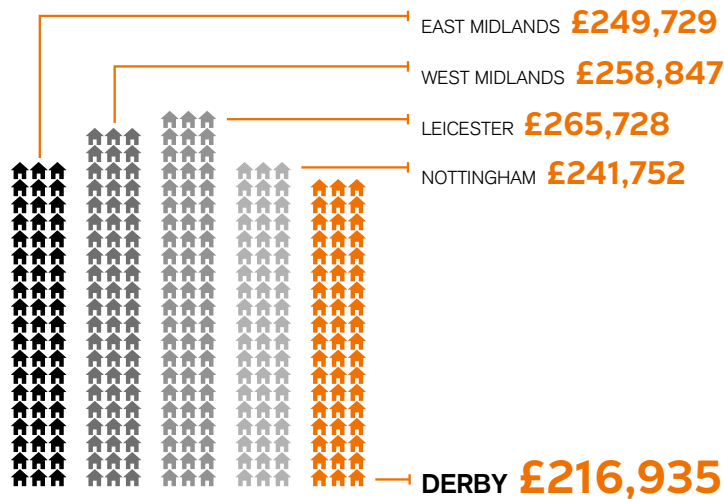 EAST MIDLANDS £249,729
WEST MIDLANDS £258,847
LEICESTER £265,728
NOTTINGHAM £241,752
DERBY £216,935